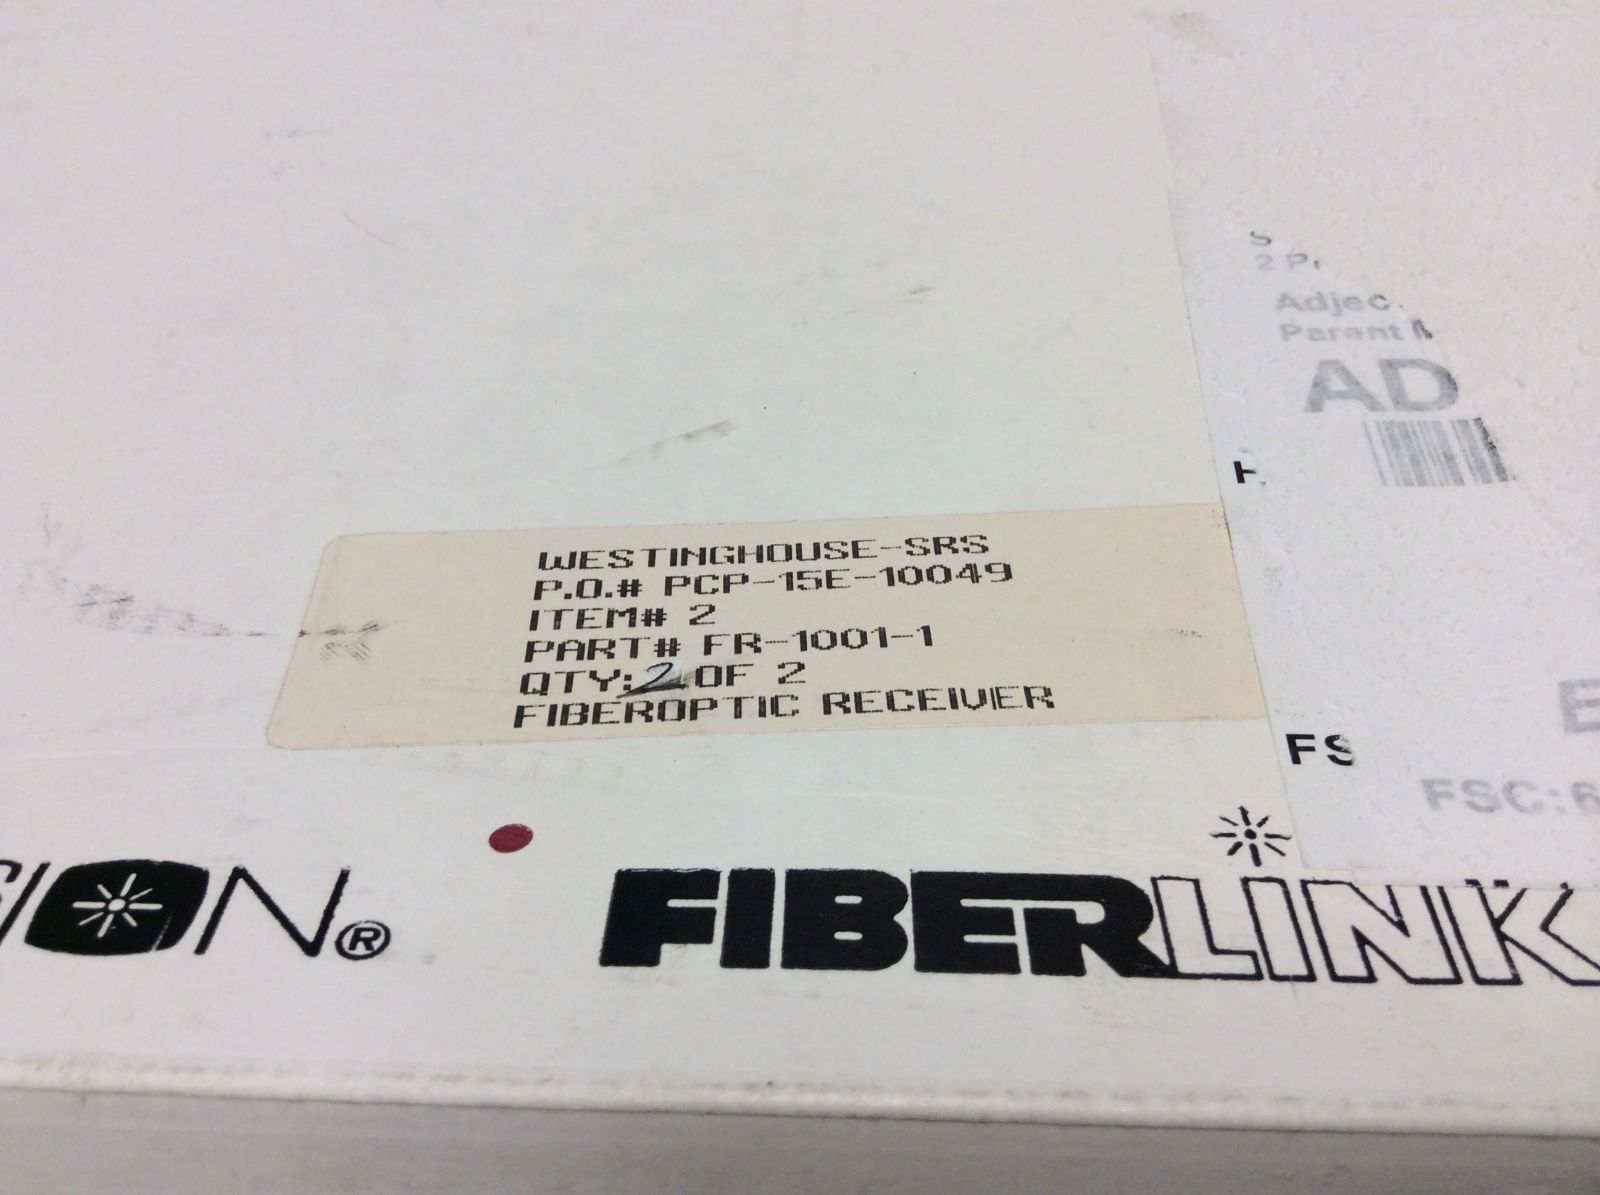 2
Adjec
Parent
AD
WESTINGHOUSE-SRS
P.O.# PCP-15E-10049
ITEM# 2
PART# FR-1001-1
QTY: 2 OF 2
FIBEROPTIC RECEIVER
FS
FSC:6
SION®
FIBERLINK